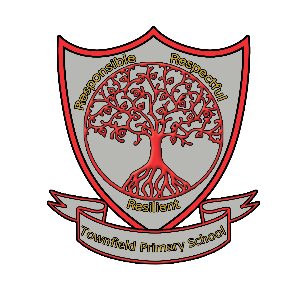 Responsible
Respectful
Resilient
Townfield Primary School